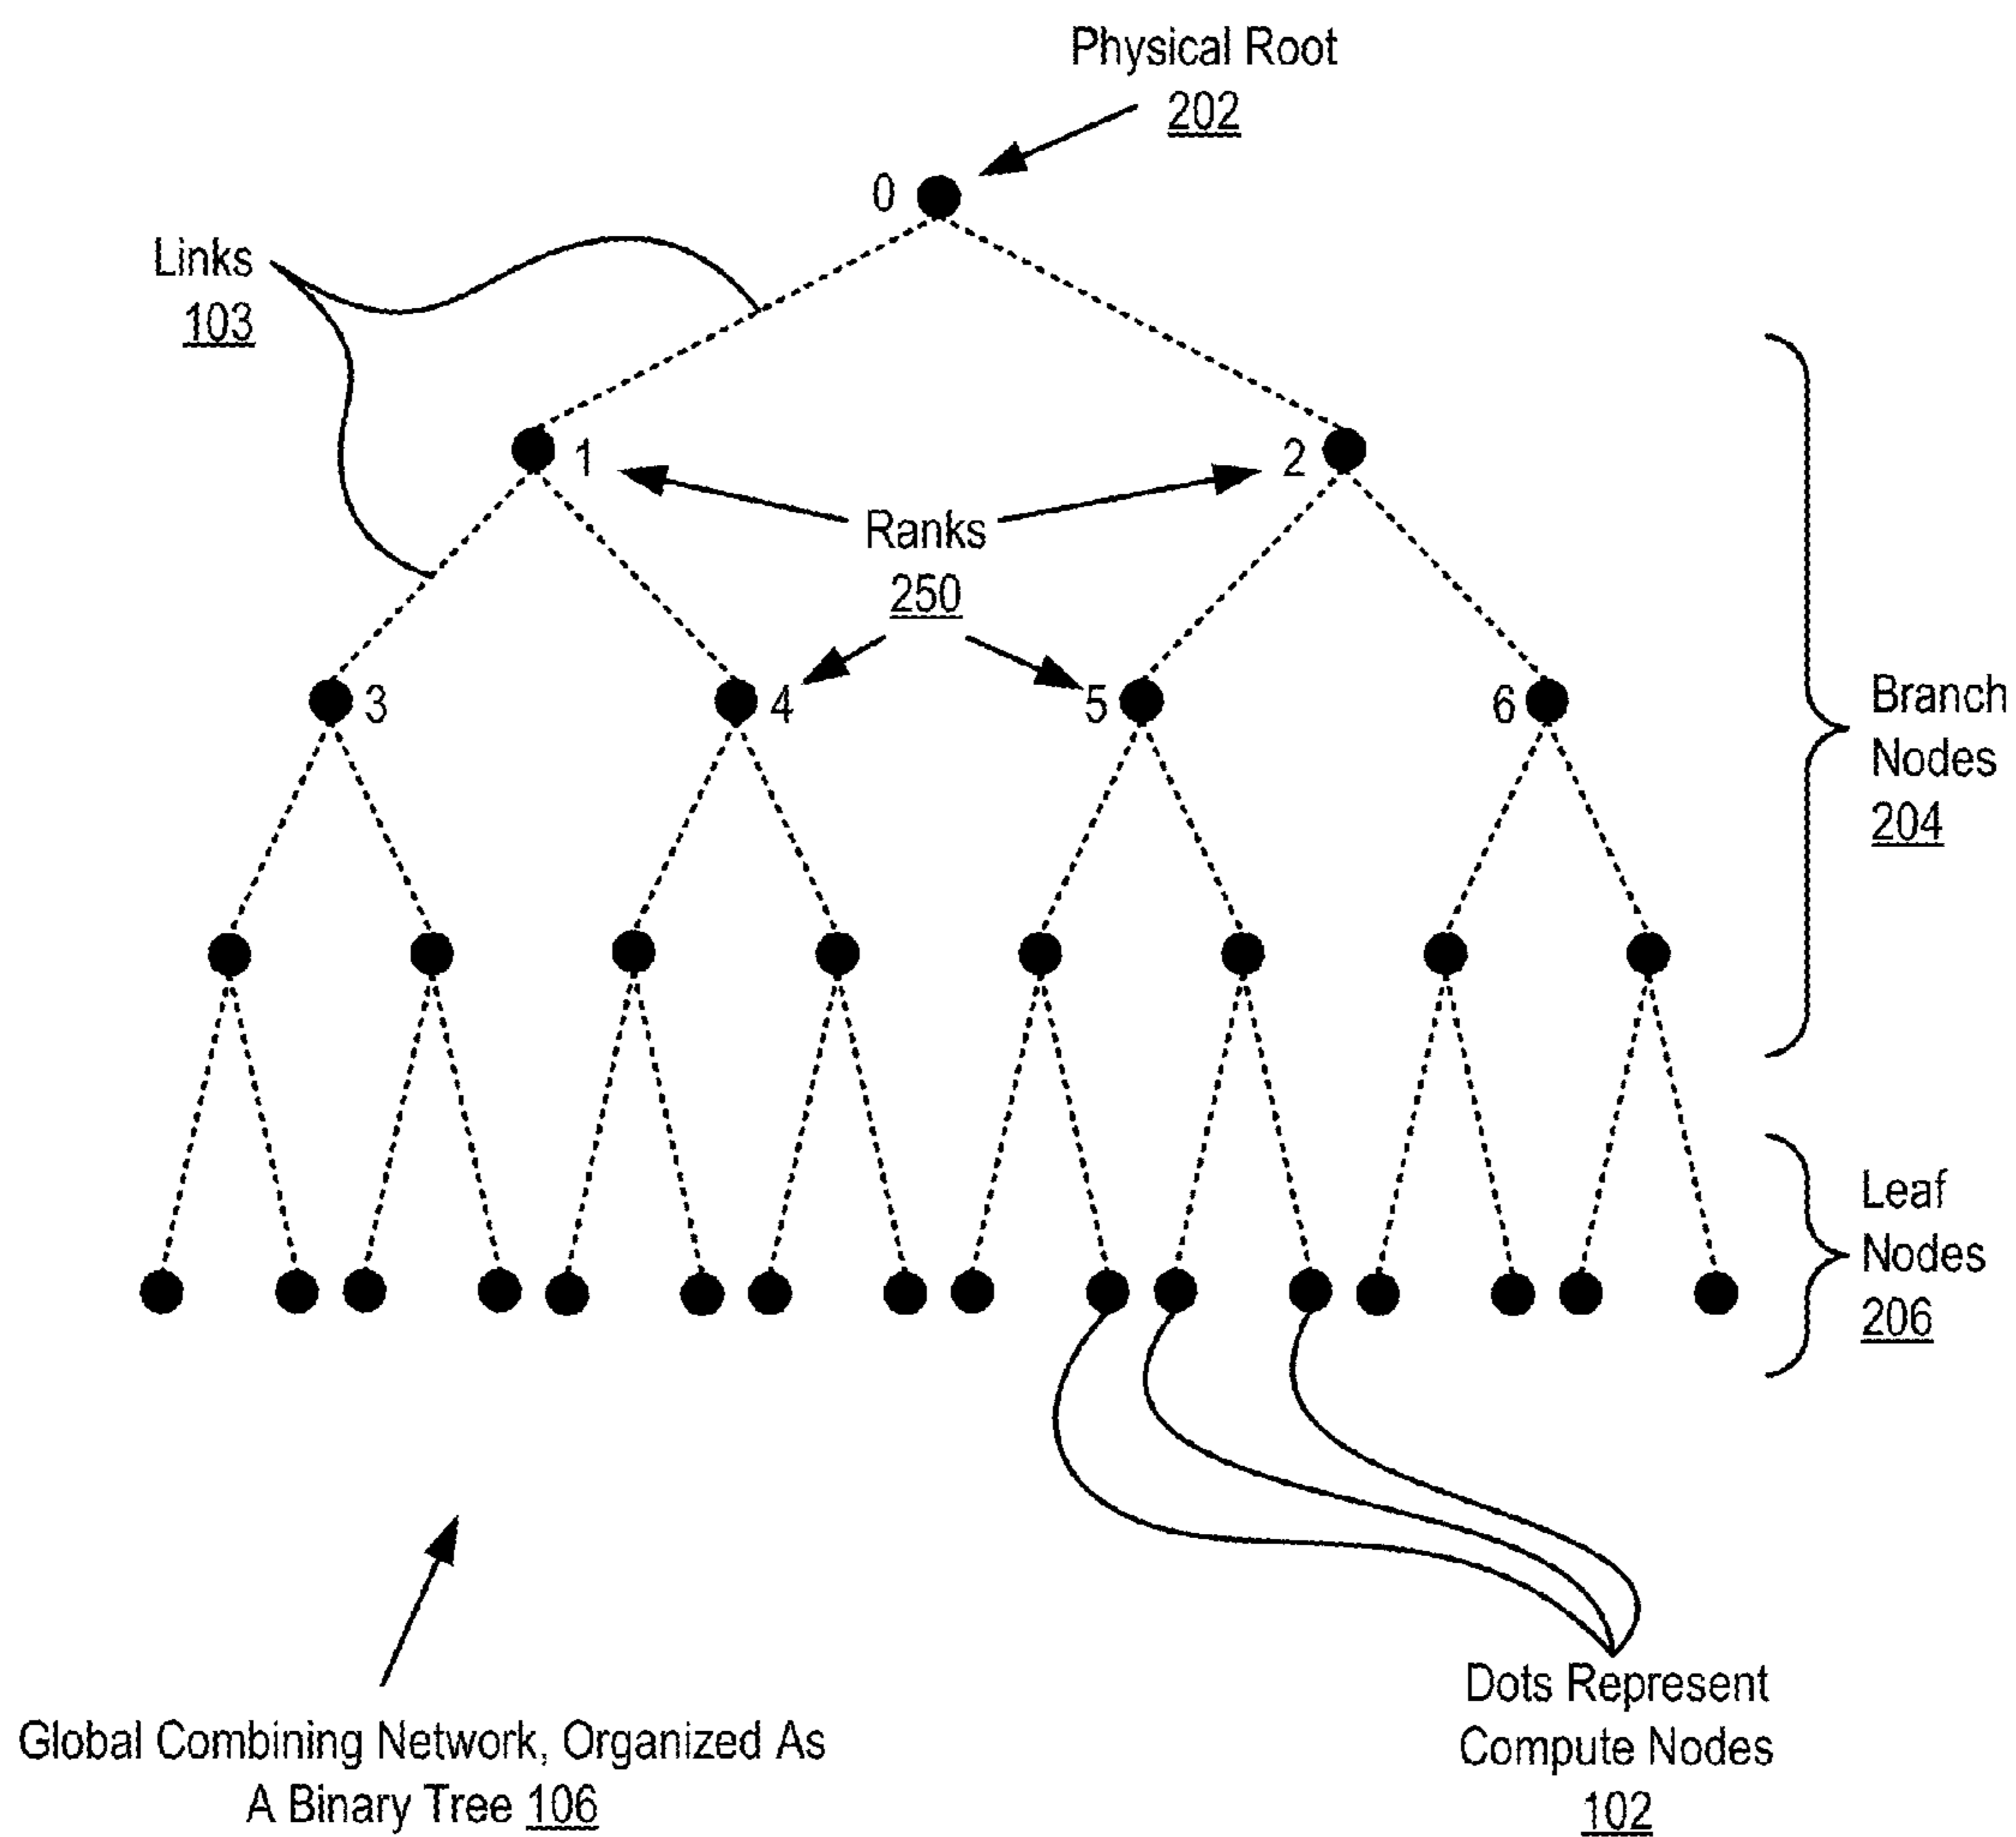 Physical Root
202
0
Links
103
1
2
Ranks
250
3
4
5
6
Branch
Nodes
204
Leaf
Nodes
206
Global Combining Network, Organized As
A Binary Tree 106
Dots Represent
Compute Nodes
102